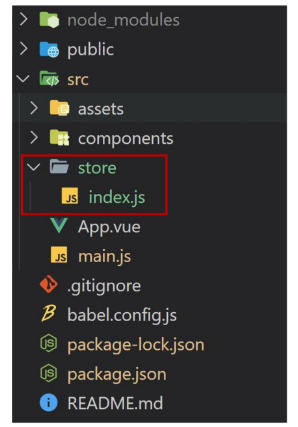 node_modules
public
src
assets
components
store
JS index.js
App.vue
JS main.js
.gitignore
babel.config.js
package-lock.json
package.json
README.md